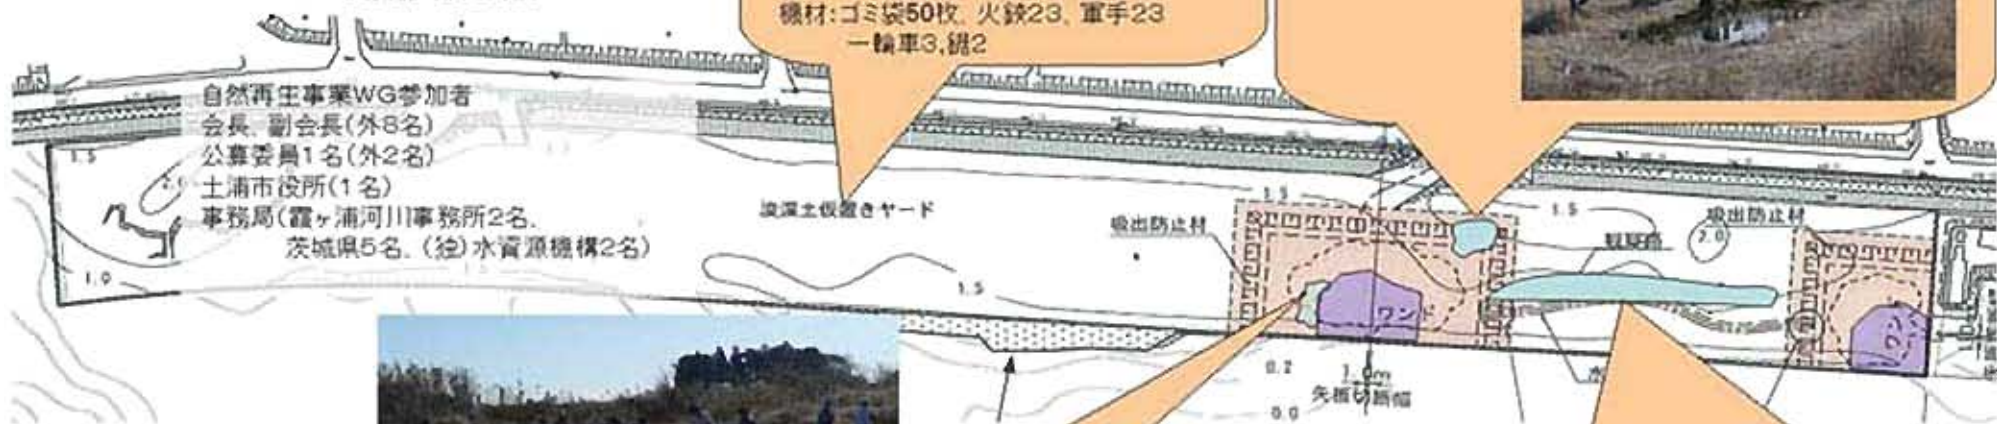 機材:ゴミ袋50枚、火鋏23、軍手23
一輪車3,鋸2
自然再生事業WG参加者
会長、副会長(外8名)
公募委員1名(外2名)
土浦市役所(1名)
事務局(霞ヶ浦河川事務所2名、
茨城県5名、(独)水資源機構2名)
1.5
1.0
浚渫土仮置きヤード
1.5
吸出防止材
1.5
ワンド
1.5
2.0
吸出防止材
観察路
ワン
0.2
0.0
1.0m
矢板切断幅
水